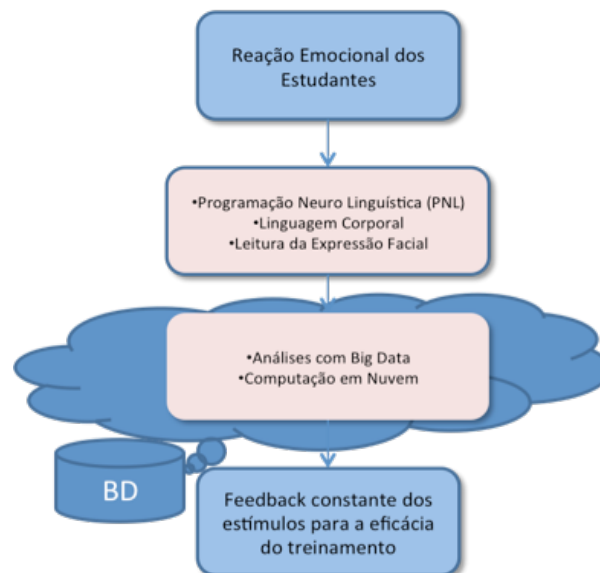 Reação Emocional dos
Estudantes
•Programação Neuro Linguística (PNL)
•Linguagem Corporal
•Leitura da Expressão Facial
•Análises com Big Data
•Computação em Nuvem
BD
Feedback constante dos
estímulos para a eficácia
do treinamento